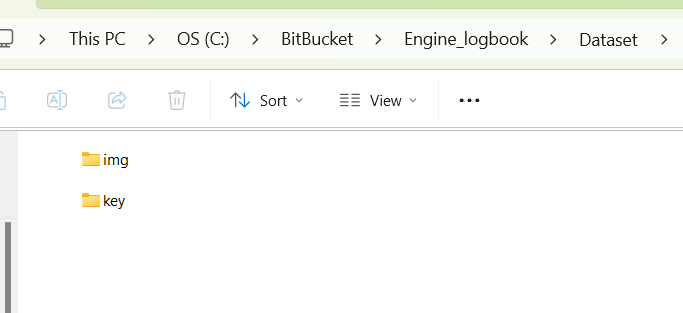 This PC > OS (C:) > BitBucket > Engine_logbook > Dataset >
Sort View
img
key